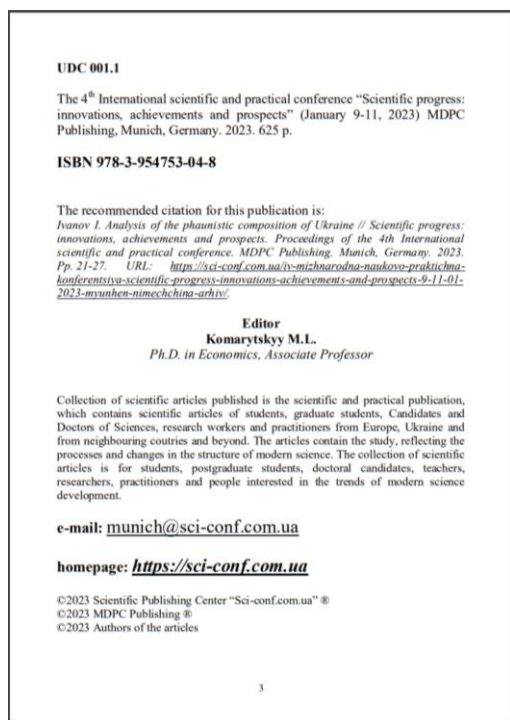 UDC 001.1
The 4th International scientific and practical conference “Scientific progress:
innovations, achievements and prospects” (January 9-11, 2023) MDPC
Publishing, Munich, Germany. 2023. 625 p.
ISBN 978-3-954753-04-8
The recommended citation for this publication is:
Ivanov I. Analysis of the phaunistic composition of Ukraine // Scientific progress:
innovations, achievements and prospects. Proceedings of the 4th International
scientific and practical conference. MDPC Publishing. Munich, Germany. 2023.
Pp. 21-27. URL: https://sci-conf.com.ua/iv-mizhnarodna-naukovo-praktichna-
konferentsiya-scientific-progress-innovations-achievements-and-prospects-9-11-01-
2023-myunhen-nimechchina-arhiv/.
Editor
Komarytskyy M.L.
Ph.D. in Economics, Associate Professor
Collection of scientific articles published is the scientific and practical publication,
which contains scientific articles of students, graduate students, Candidates and
Doctors of Sciences, research workers and practitioners from Europe, Ukraine and
from neighbouring coutries and beyond. The articles contain the study, reflecting the
processes and changes in the structure of modern science. The collection of scientific
articles is for students, postgraduate students, doctoral candidates, teachers,
researchers, practitioners and people interested in the trends of modern science
development.
e-mail: munich@sci-conf.com.ua
homepage: https://sci-conf.com.ua
©2023 Scientific Publishing Center “Sci-conf.com.ua” ®
©2023 MDPC Publishing ®
©2023 Authors of the articles
3